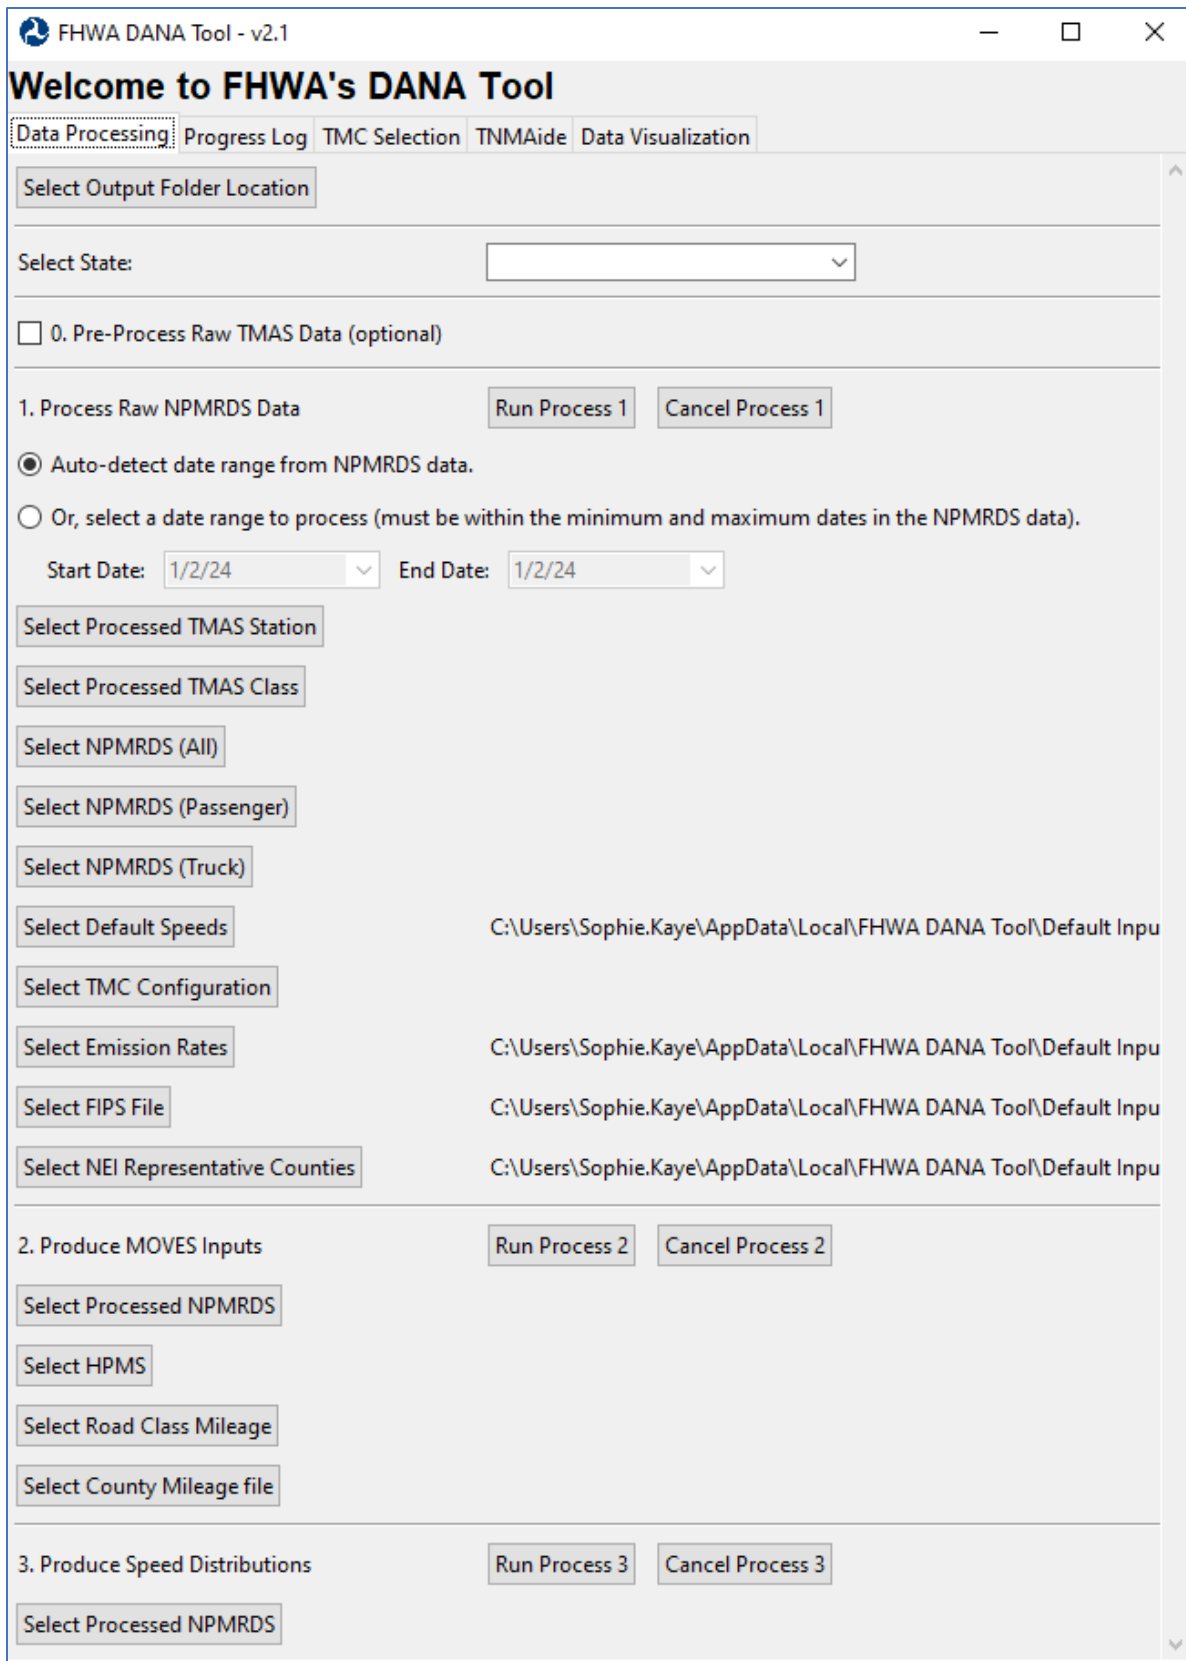 FHWA DANA Tool - v2.1
Welcome to FHWA's DANA Tool
Data Processing Progress Log TMC Selection TNMAide Data Visualization
Select Output Folder Location
Select State:
0. Pre-Process Raw TMAS Data (optional)
1. Process Raw NPMRDS Data Run Process 1 Cancel Process 1
Auto-detect date range from NPMRDS data.
Or, select a date range to process (must be within the minimum and maximum dates in the NPMRDS data).
Start Date: 1/2/24 End Date: 1/2/24
Select Processed TMAS Station
Select Processed TMAS Class
Select NPMRDS (All)
Select NPMRDS (Passenger)
Select NPMRDS (Truck)
Select Default Speeds C:\Users\Sophie.Kaye\AppData\Local\FHWA DANA Tool\Default Inpu
Select TMC Configuration
Select Emission Rates C:\Users\Sophie.Kaye\AppData\Local\FHWA DANA Tool\Default Inpu
Select FIPS File C:\Users\Sophie.Kaye\AppData\Local\FHWA DANA Tool\Default Inpu
Select NEI Representative Counties C:\Users\Sophie.Kaye\AppData\Local\FHWA DANA Tool\Default Inpu
2. Produce MOVES Inputs Run Process 2 Cancel Process 2
Select Processed NPMRDS
Select HPMS
Select Road Class Mileage
Select County Mileage file
3. Produce Speed Distributions Run Process 3 Cancel Process 3
Select Processed NPMRDS